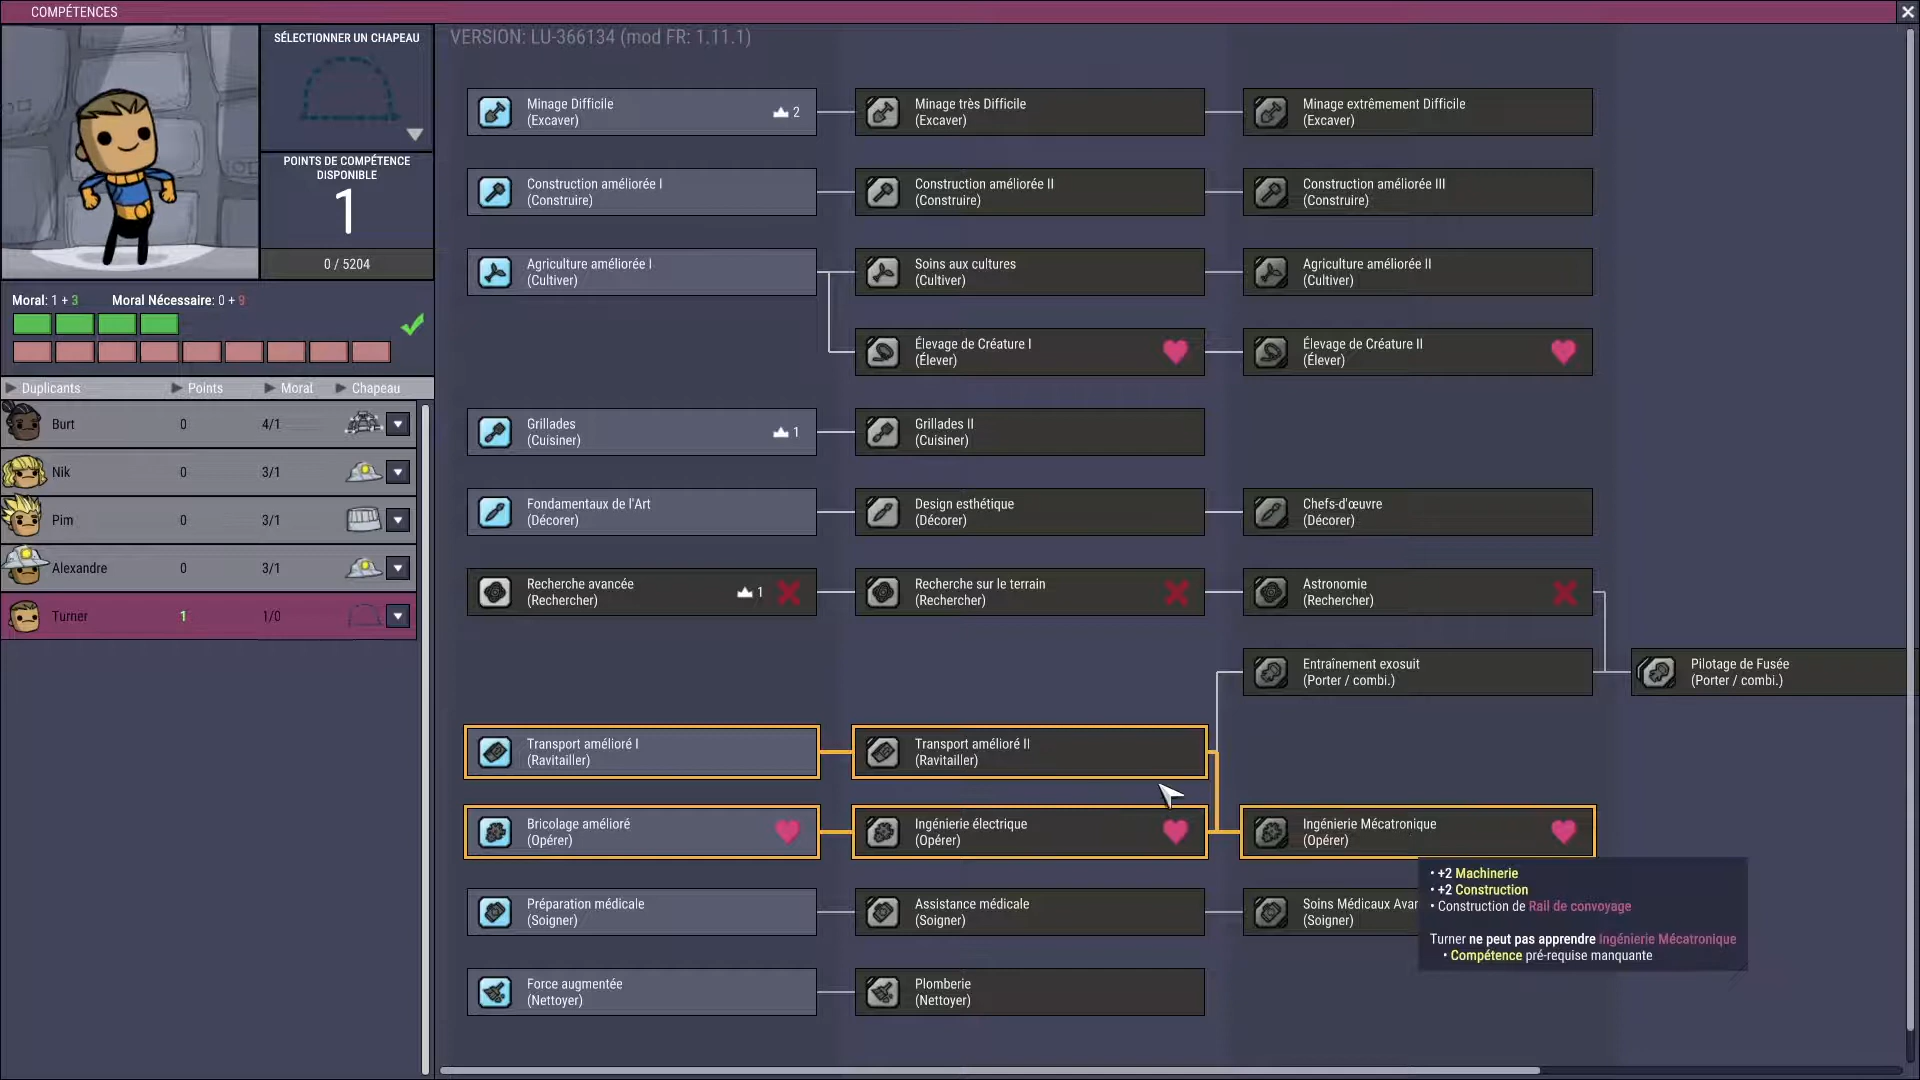 COMPÉTENCES
SÉLECTIONNER UN CHAPEAU
POINTS DE COMPÉTENCE
DISPONIBLE
1
0 / 5204
Moral: 1 + 3 Moral Nécessaire: 0 + 9
Duplicants Points Moral Chapeau
Burt 0 4/1
Nik 0 3/1
Pim 0 3/1
Alexandre 0 3/1
Turner 1 1/0
VERSION: LU-366134 (mod FR: 1.11.1)
Minage Difficile
(Excaver)
2
Minage très Difficile
(Excaver)
Minage extrêmement Difficile
(Excaver)
Construction améliorée I
(Construire)
Construction améliorée II
(Construire)
Construction améliorée III
(Construire)
Agriculture améliorée I
(Cultiver)
Soins aux cultures
(Cultiver)
Agriculture améliorée II
(Cultiver)
Élevage de Créature I
(Élever)
Élevage de Créature II
(Élever)
Grillades
(Cuisiner)
1
Grillades II
(Cuisiner)
Fondamentaux de l'Art
(Décorer)
Design esthétique
(Décorer)
Chefs-d'œuvre
(Décorer)
Recherche avancée
(Rechercher)
1
Recherche sur le terrain
(Rechercher)
Astronomie
(Rechercher)
Entraînement exosuit
(Porter / combi.)
Pilotage de Fusée
(Porter / combi.)
Transport amélioré I
(Ravitailler)
Transport amélioré II
(Ravitailler)
Bricolage amélioré
(Opérer)
Ingénierie électrique
(Opérer)
Ingénierie Mécatronique
(Opérer)
• +2 Machinerie
• +2 Construction
• Construction de Rail de convoyage
Turner ne peut pas apprendre Ingénierie Mécatronique
• Compétence pré-requise manquante
Préparation médicale
(Soigner)
Assistance médicale
(Soigner)
Soins Médicaux Avan
(Soigner)
Force augmentée
(Nettoyer)
Plomberie
(Nettoyer)